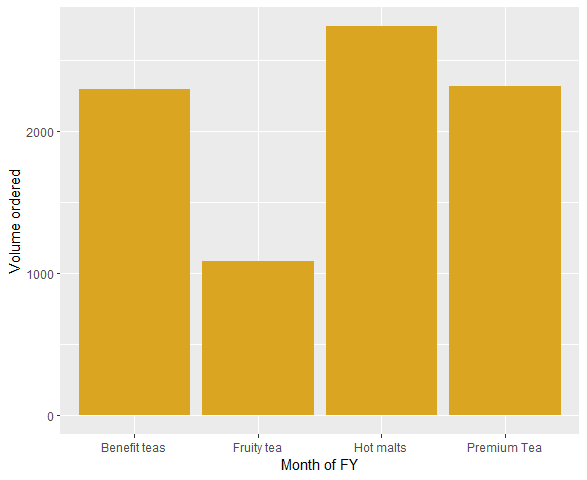 Volume ordered
2000
1000
0
Benefit teas Fruity tea Hot malts Premium Tea
Month of FY